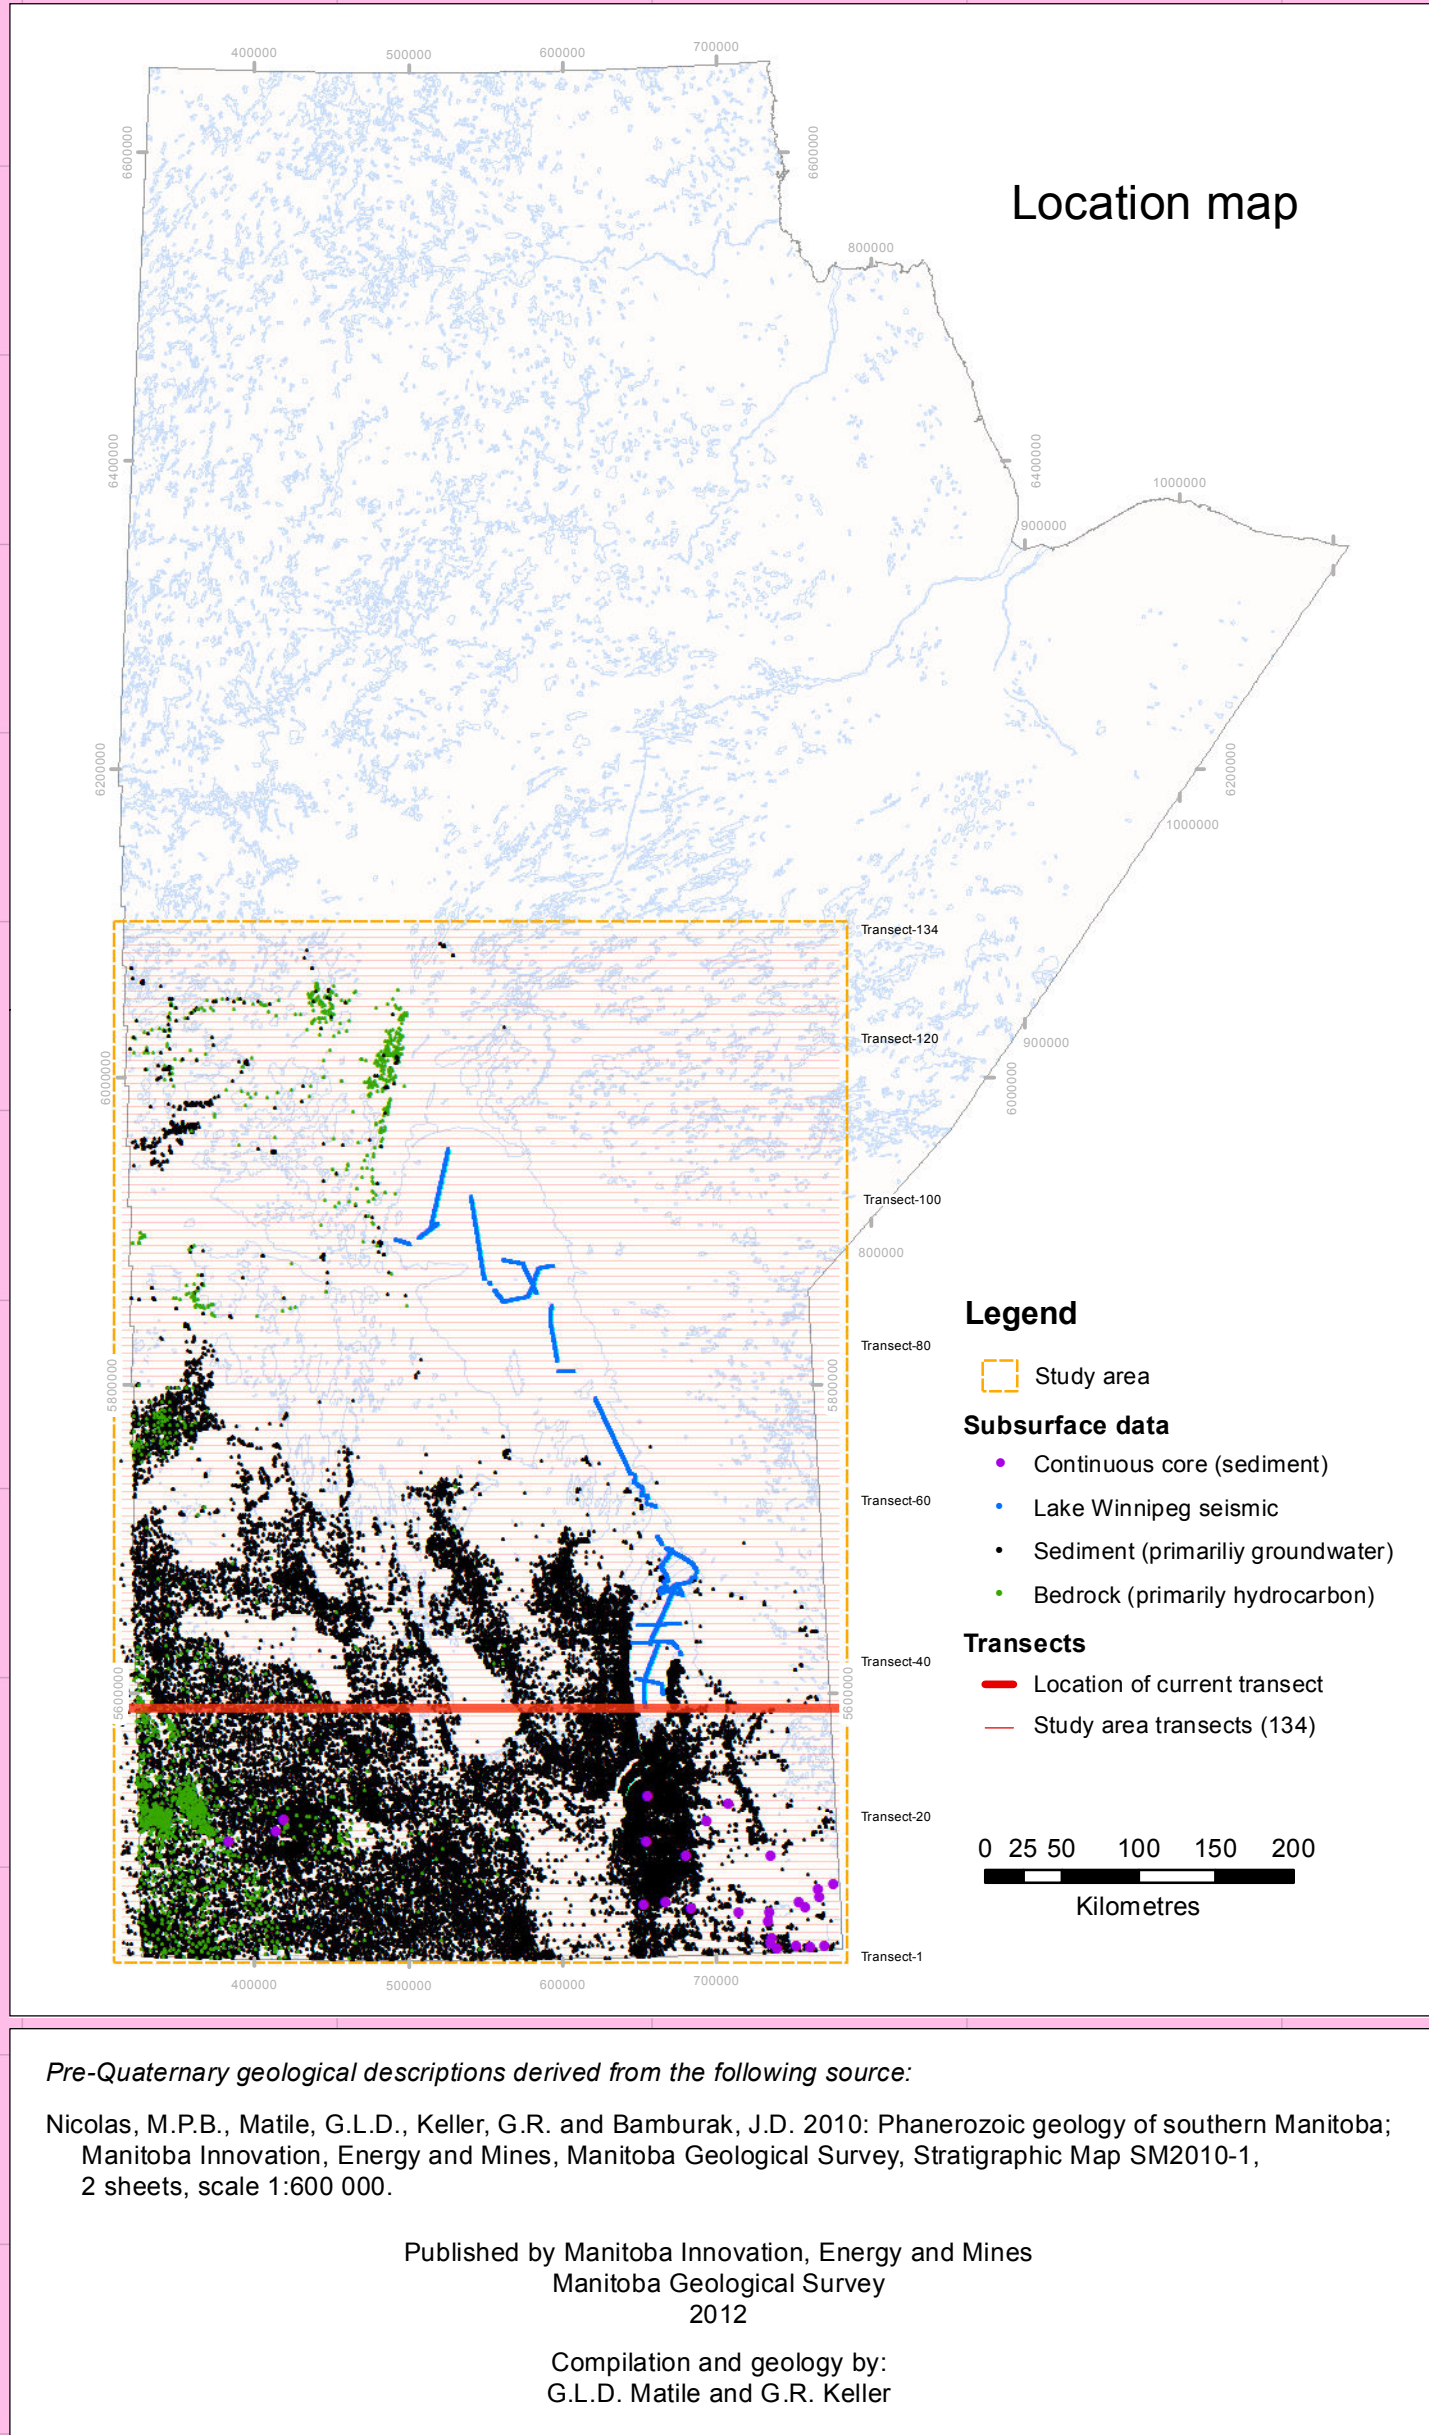 400000
500000
600000
700000
6600000
6600000
Location map
800000
6400000
6400000
1000000
900000
6200000
6200000
1000000
Transect-134
Transect-120
900000
6000000
6000000
Transect-100
800000
Legend
Transect-80
Study area
5800000
5800000
Subsurface data
Continuous core (sediment)
Transect-60
Lake Winnipeg seismic
Sediment (primariliy groundwater)
Bedrock (primarily hydrocarbon)
Transects
Transect-40
Location of current transect
5600000
5600000
Study area transects (134)
Transect-20
0 25 50 100 150 200
Kilometres
Transect-1
400000
500000
600000
700000
Pre-Quaternary geological descriptions derived from the following source:
Nicolas, M.P.B., Matile, G.L.D., Keller, G.R. and Bamburak, J.D. 2010: Phanerozoic geology of southern Manitoba;
Manitoba Innovation, Energy and Mines, Manitoba Geological Survey, Stratigraphic Map SM2010-1,
2 sheets, scale 1:600 000.
Published by Manitoba Innovation, Energy and Mines
Manitoba Geological Survey
2012
Compilation and geology by:
G.L.D. Matile and G.R. Keller